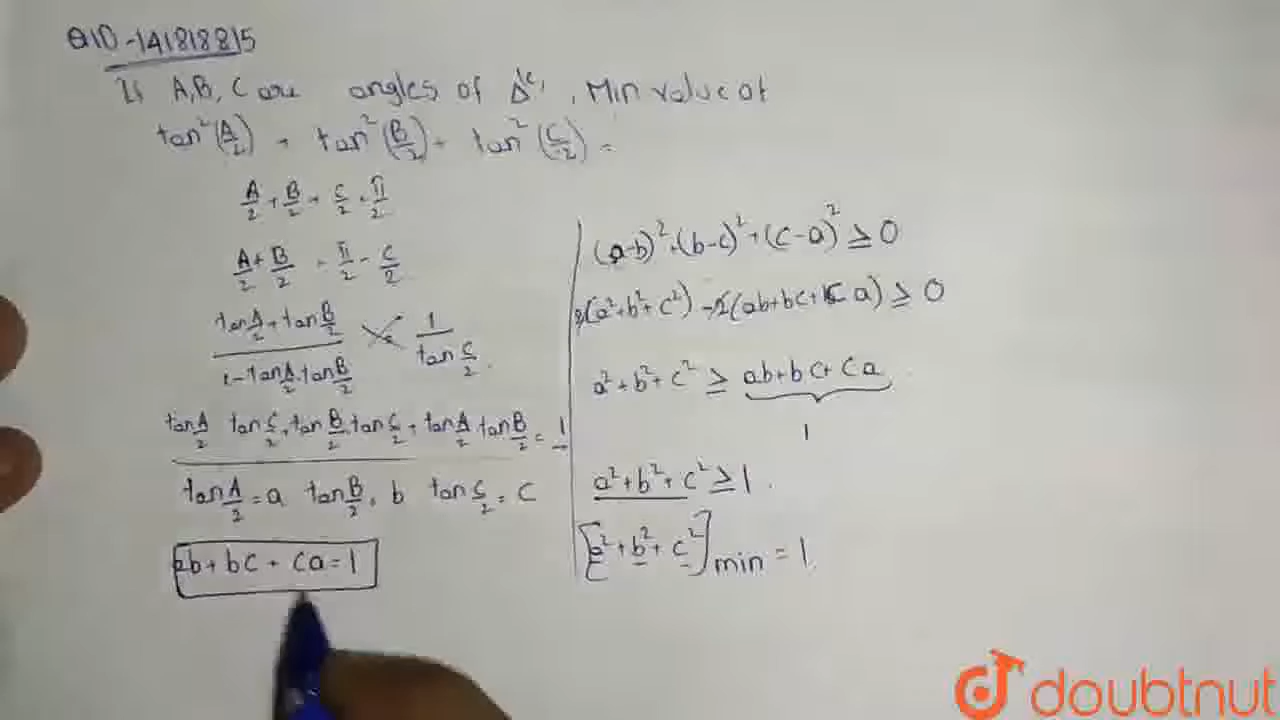 QID-141818815
If A, B, C are angles of Δle, Min value of
tan²(A/2) + tan²(B/2) + tan²(C/2) =
A/2 + B/2 + C/2 = π/2
A/2 + B/2 = π/2 - C/2
(tan A/2 + tan B/2)/(1 - tan A/2 . tan B/2) = 1/(tan C/2).
tan A/2 tan C/2 + tan B/2 . tan C/2 + tan A/2 tan B/2 = 1
tan A/2 = a tan B/2 = b tan C/2 = c
ab + bc + ca = 1
(a-b)² + (b-c)² + (c-a)² ≥ 0
2(a² + b² + c²) - 2(ab + bc + ca) ≥ 0
a² + b² + c² ≥ ab + bc + ca
1
a² + b² + c² ≥ 1.
[a² + b² + c²]min = 1.
doubtnut